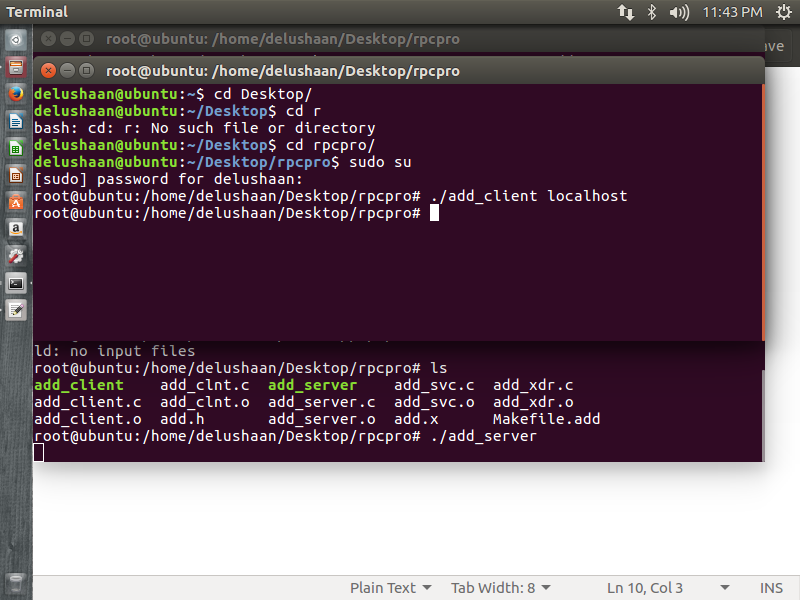 Terminal
11:43 PM
root@ubuntu: /home/delushaan/Desktop/rpcpro
root@ubuntu: /home/delushaan/Desktop/rpcpro
delushaan@ubuntu:~$ cd Desktop/
delushaan@ubuntu:~/Desktop$ cd r
bash: cd: r: No such file or directory
delushaan@ubuntu:~/Desktop$ cd rpcpro/
delushaan@ubuntu:~/Desktop/rpcpro$ sudo su
[sudo] password for delushaan:
root@ubuntu:/home/delushaan/Desktop/rpcpro# ./add_client localhost
root@ubuntu:/home/delushaan/Desktop/rpcpro#
ld: no input files
root@ubuntu:/home/delushaan/Desktop/rpcpro# ls
add_client add_clnt.c add_server add_svc.c add_xdr.c
add_client.c add_clnt.o add_server.c add_svc.o add_xdr.o
add_client.o add.h add_server.o add.x Makefile.add
root@ubuntu:/home/delushaan/Desktop/rpcpro# ./add_server
Plain Text Tab Width: 8 Ln 10, Col 3 INS